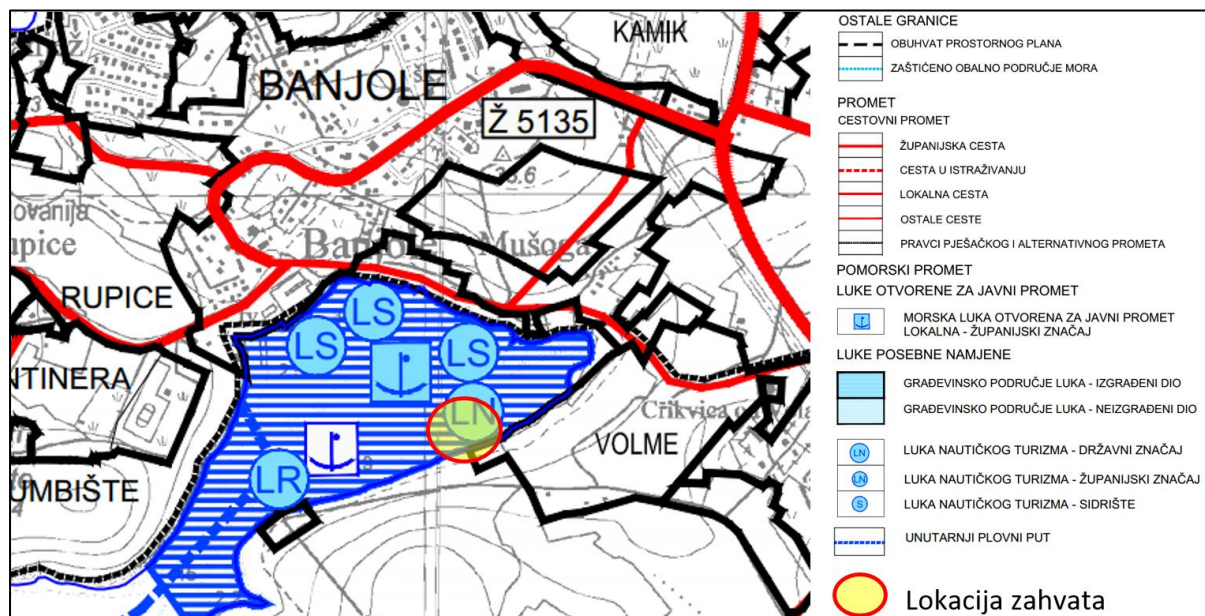 KAMIK
BANJOLE
Ž 5135
Banjole
Mušoga
RUPICE
NTINERA
UMBIŠTE
LS
LS
LS
LN
LR
VOLME
OSTALE GRANICE
OBUHVAT PROSTORNOG PLANA
ZAŠTIĆENO OBALNO PODRUČJE MORA
PROMET
CESTOVNI PROMET
ŽUPANIJSKA CESTA
CESTA U ISTRAŽIVANJU
LOKALNA CESTA
OSTALE CESTE
PRAVCI PJEŠAČKOG I ALTERNATIVNOG PROMETA
POMORSKI PROMET
LUKE OTVORENE ZA JAVNI PROMET
MORSKA LUKA OTVORENA ZA JAVNI PROMET
LOKALNA - ŽUPANIJSKI ZNAČAJ
LUKE POSEBNE NAMJENE
GRAĐEVINSKO PODRUČJE LUKA - IZGRAĐENI DIO
GRAĐEVINSKO PODRUČJE LUKA - NEIZGRAĐENI DIO
LN LUKA NAUTIČKOG TURIZMA - DRŽAVNI ZNAČAJ
LN LUKA NAUTIČKOG TURIZMA - ŽUPANIJSKI ZNAČAJ
S LUKA NAUTIČKOG TURIZMA - SIDRIŠTE
UNUTARNJI PLOVNI PUT
Lokacija zahvata